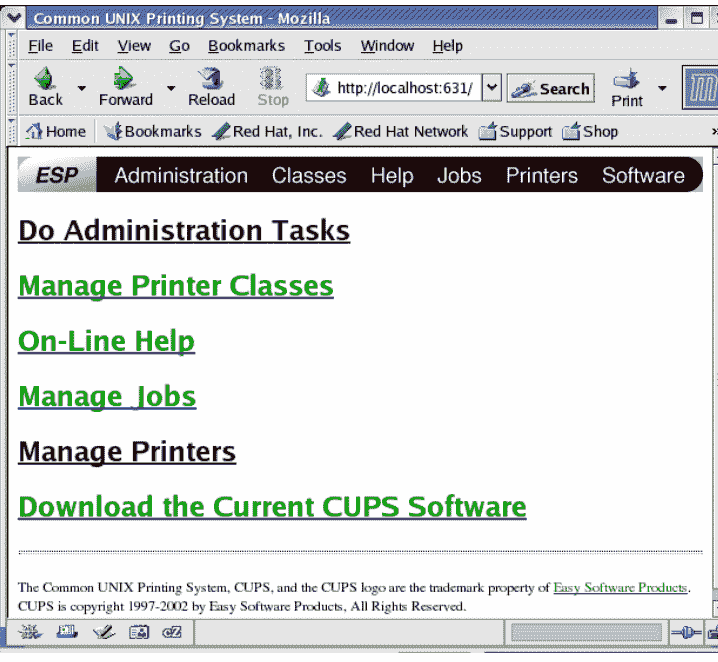 Common UNIX Printing System - Mozilla
File Edit View Go Bookmarks Tools Window Help
Back Forward Reload Stop http://localhost:631/ Search Print
Home Bookmarks Red Hat, Inc. Red Hat Network Support Shop »
ESP Administration Classes Help Jobs Printers Software
Do Administration Tasks
Manage Printer Classes
On-Line Help
Manage Jobs
Manage Printers
Download the Current CUPS Software
The Common UNIX Printing System, CUPS, and the CUPS logo are the trademark property of Easy Software Products.
CUPS is copyright 1997-2002 by Easy Software Products, All Rights Reserved.